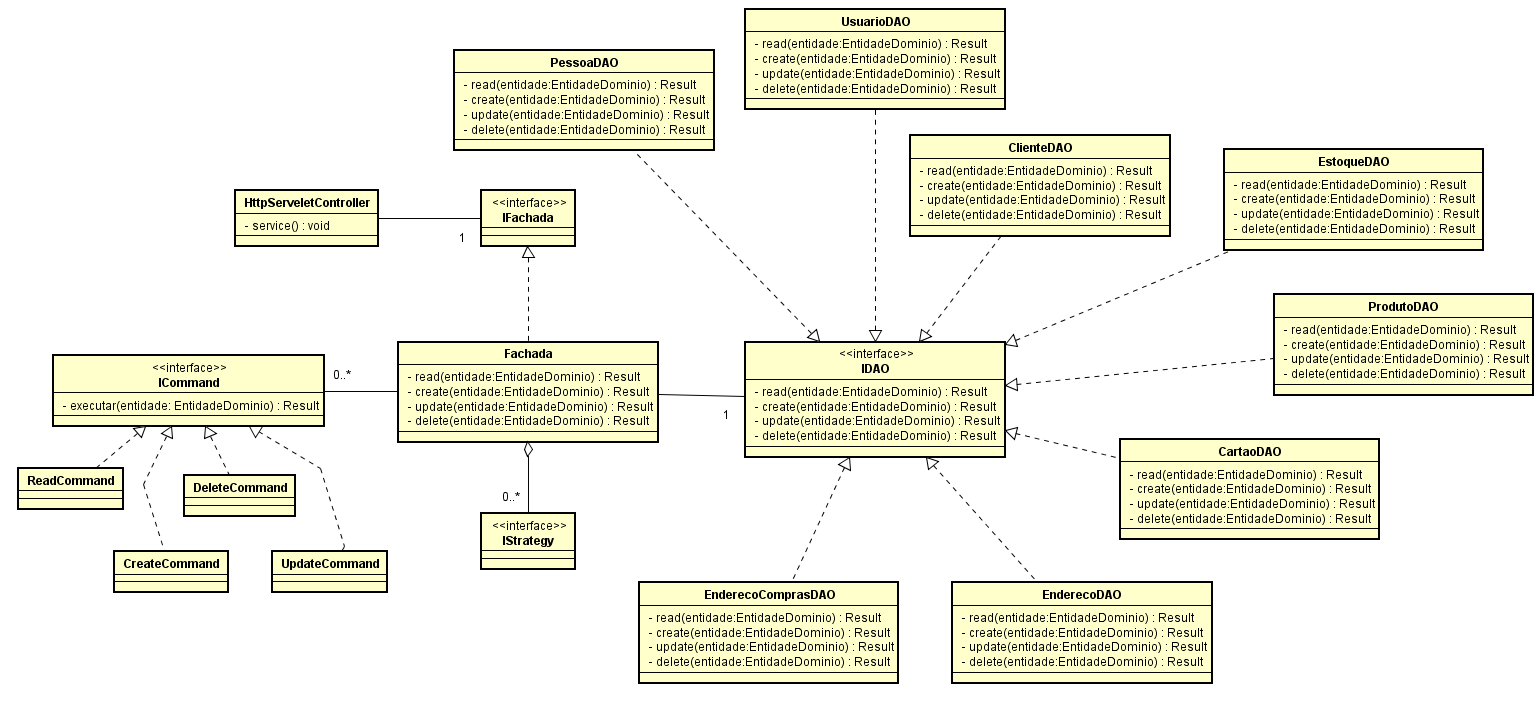 UsuarioDAO
- read(entidade:EntidadeDominio) : Result
- create(entidade:EntidadeDominio) : Result
- update(entidade:EntidadeDominio) : Result
- delete(entidade:EntidadeDominio) : Result
PessoaDAO
- read(entidade:EntidadeDominio) : Result
- create(entidade:EntidadeDominio) : Result
- update(entidade:EntidadeDominio) : Result
- delete(entidade:EntidadeDominio) : Result
ClienteDAO
- read(entidade:EntidadeDominio) : Result
- create(entidade:EntidadeDominio) : Result
- update(entidade:EntidadeDominio) : Result
- delete(entidade:EntidadeDominio) : Result
EstoqueDAO
- read(entidade:EntidadeDominio) : Result
- create(entidade:EntidadeDominio) : Result
- update(entidade:EntidadeDominio) : Result
- delete(entidade:EntidadeDominio) : Result
HttpServeletController
- service() : void
1
<<interface>>
IFachada
ProdutoDAO
- read(entidade:EntidadeDominio) : Result
- create(entidade:EntidadeDominio) : Result
- update(entidade:EntidadeDominio) : Result
- delete(entidade:EntidadeDominio) : Result
<<interface>>
ICommand
- executar(entidade: EntidadeDominio) : Result
0..*
Fachada
- read(entidade:EntidadeDominio) : Result
- create(entidade:EntidadeDominio) : Result
- update(entidade:EntidadeDominio) : Result
- delete(entidade:EntidadeDominio) : Result
1
<<interface>>
IDAO
- read(entidade:EntidadeDominio) : Result
- create(entidade:EntidadeDominio) : Result
- update(entidade:EntidadeDominio) : Result
- delete(entidade:EntidadeDominio) : Result
CartaoDAO
- read(entidade:EntidadeDominio) : Result
- create(entidade:EntidadeDominio) : Result
- update(entidade:EntidadeDominio) : Result
- delete(entidade:EntidadeDominio) : Result
ReadCommand
DeleteCommand
CreateCommand
UpdateCommand
0..*
<<interface>>
IStrategy
EnderecoComprasDAO
- read(entidade:EntidadeDominio) : Result
- create(entidade:EntidadeDominio) : Result
- update(entidade:EntidadeDominio) : Result
- delete(entidade:EntidadeDominio) : Result
EnderecoDAO
- read(entidade:EntidadeDominio) : Result
- create(entidade:EntidadeDominio) : Result
- update(entidade:EntidadeDominio) : Result
- delete(entidade:EntidadeDominio) : Result